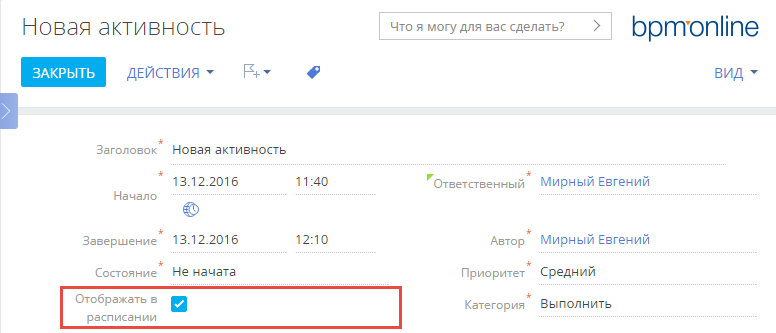 Новая активность
Что я могу для вас сделать?
bpmonline
ЗАКРЫТЬ
ДЕЙСТВИЯ
ВИД
Заголовок* Новая активность
Начало* 13.12.2016 11:40
Ответственный* Мирный Евгений
Завершение* 13.12.2016 12:10
Автор* Мирный Евгений
Состояние* Не начата
Приоритет* Средний
Отображать в
расписании
Категория* Выполнить